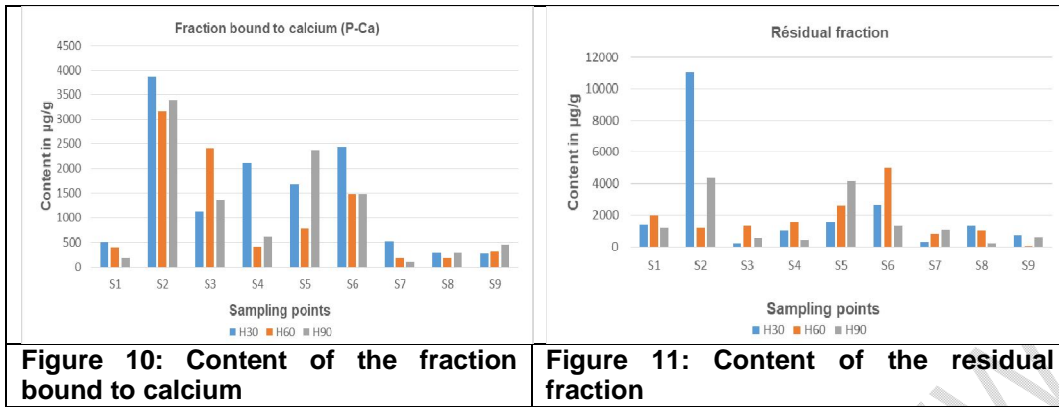 Fraction bound to calcium (P-Ca)
4500
4000
3500
3000
2500
2000
1500
1000
500
0
Content in µg/g
S1 S2 S3 S4 S5 S6 S7 S8 S9
Sampling points
H30 H60 H90
Figure 10: Content of the fraction
bound to calcium
Résidual fraction
12000
10000
8000
6000
4000
2000
0
Content in µg/g
S1 S2 S3 S4 S5 S6 S7 S8 S9
Sampling points
H30 H60 H90
Figure 11: Content of the residual
fraction